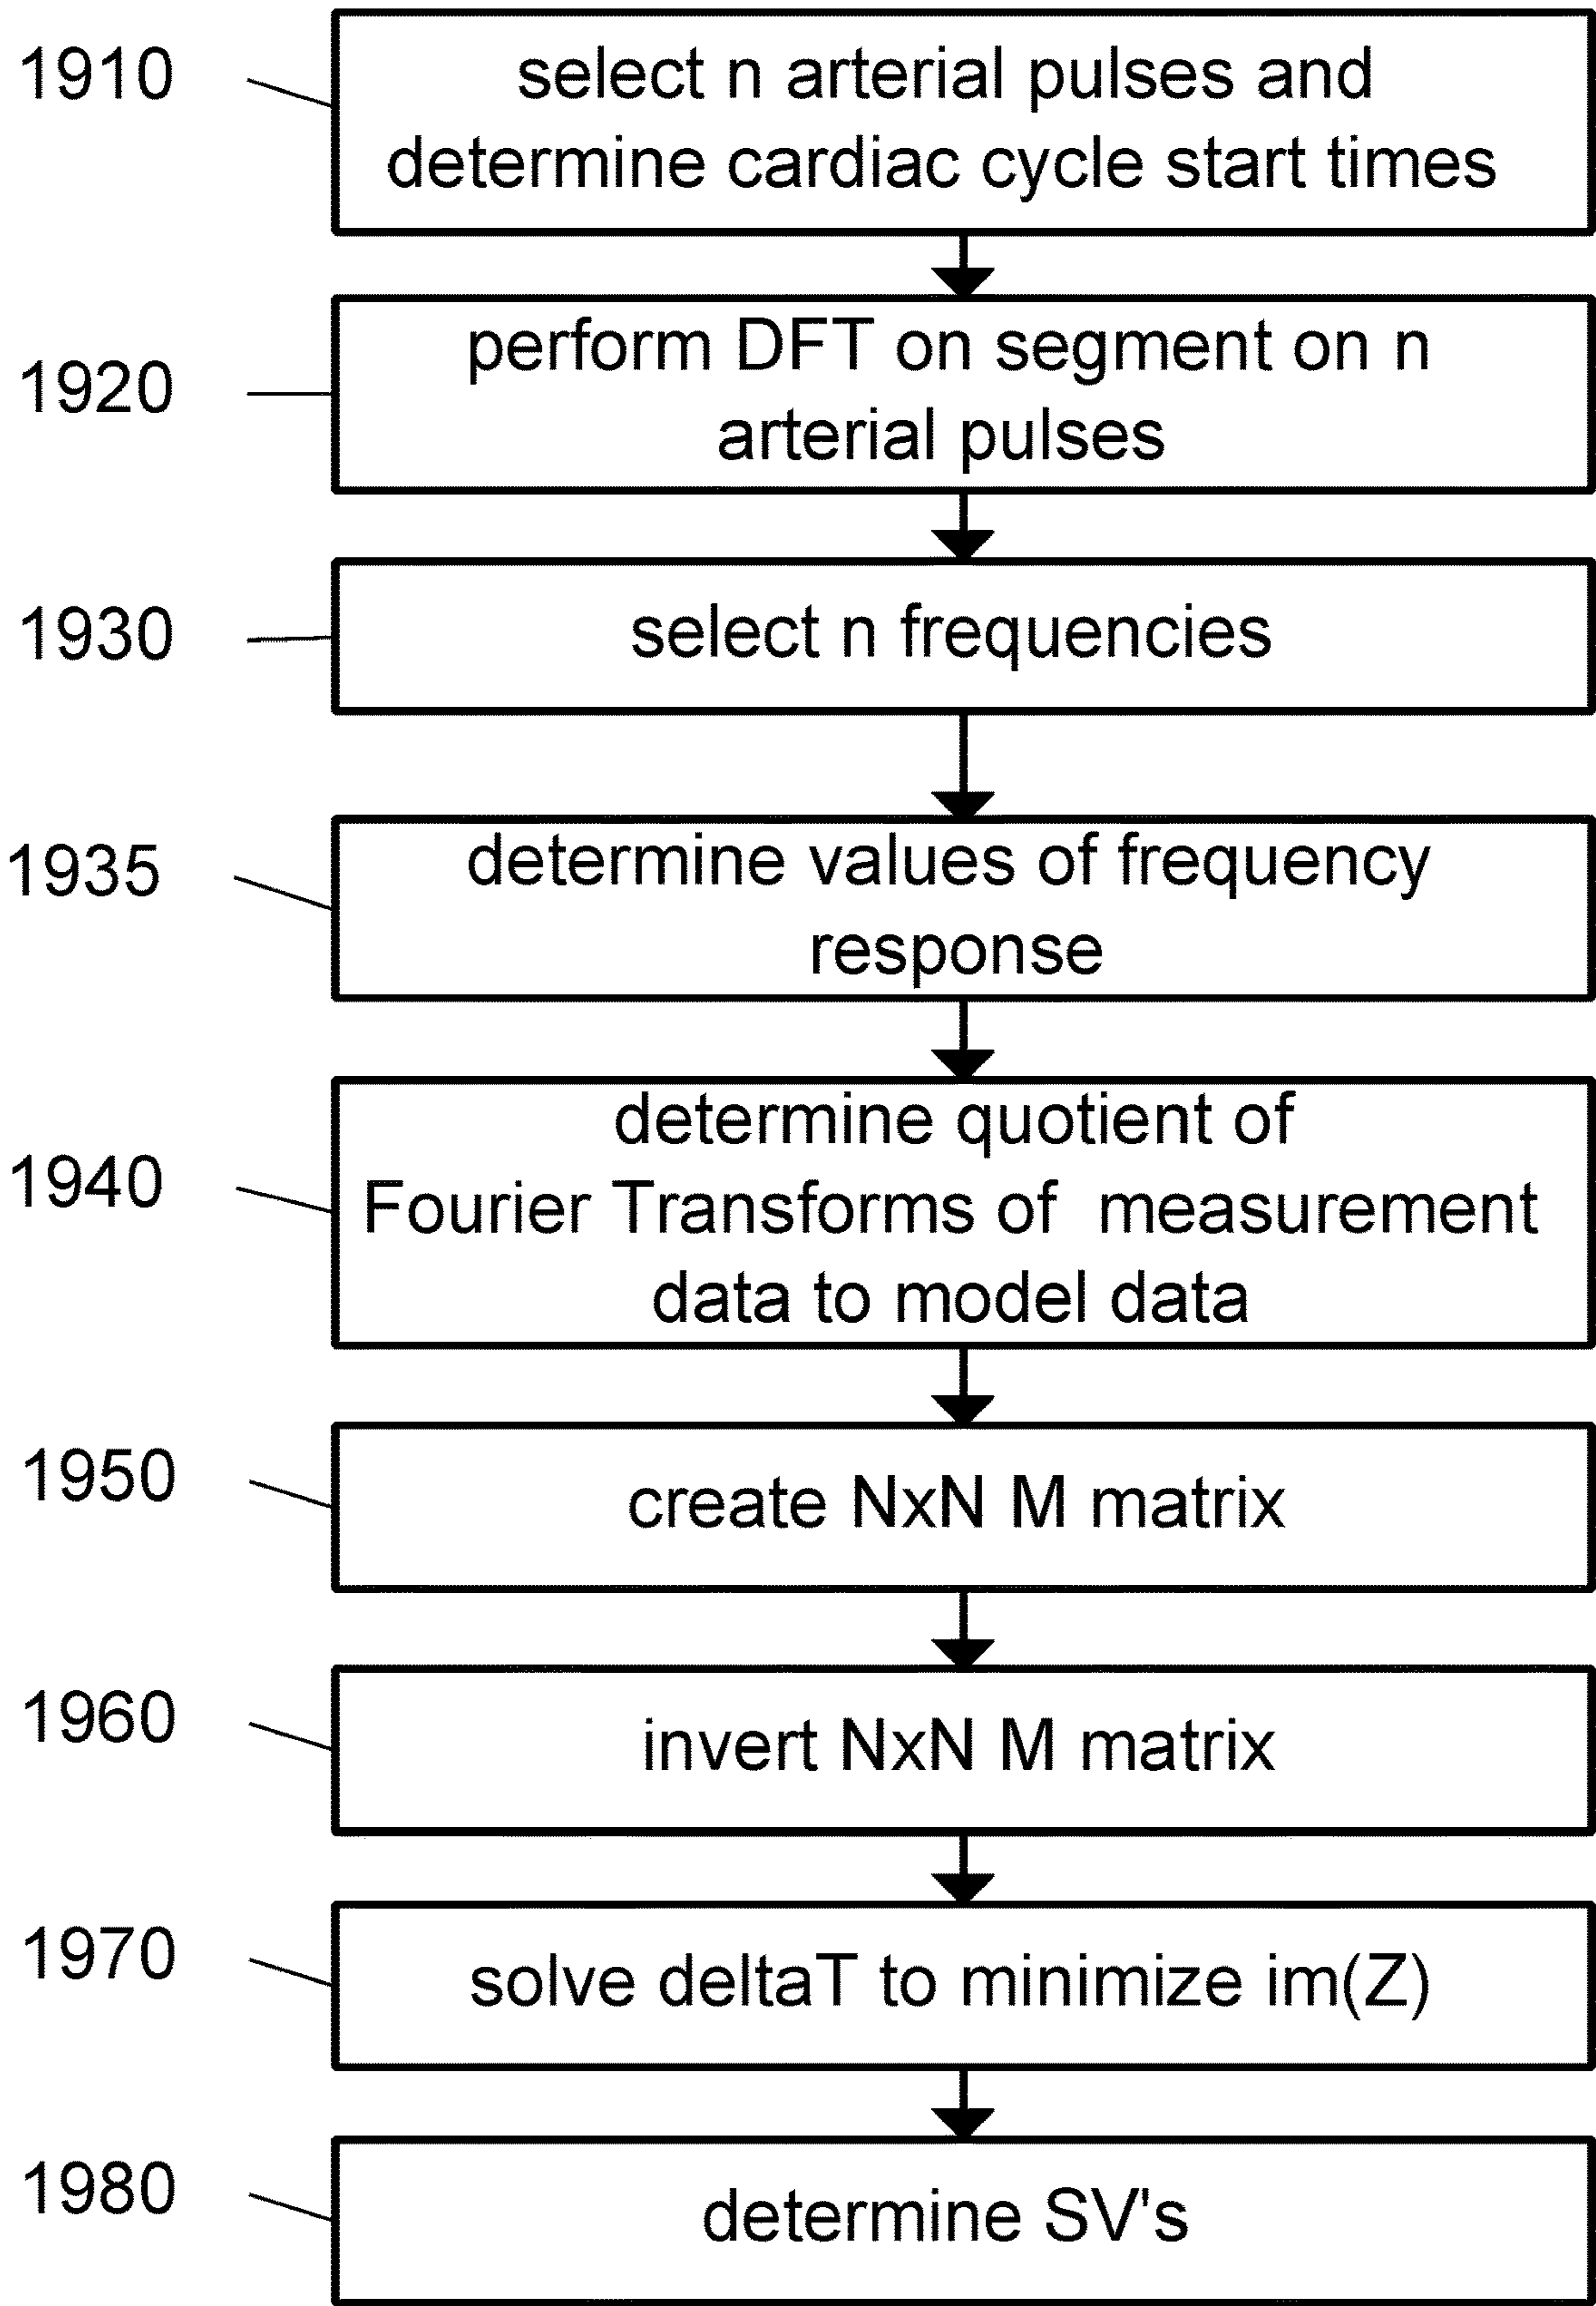 1910
select n arterial pulses and
determine cardiac cycle start times
1920
perform DFT on segment on n
arterial pulses
1930
select n frequencies
1935
determine values of frequency
response
1940
determine quotient of
Fourier Transforms of measurement
data to model data
1950
create NxN M matrix
1960
invert NxN M matrix
1970
solve deltaT to minimize im(Z)
1980
determine SV's